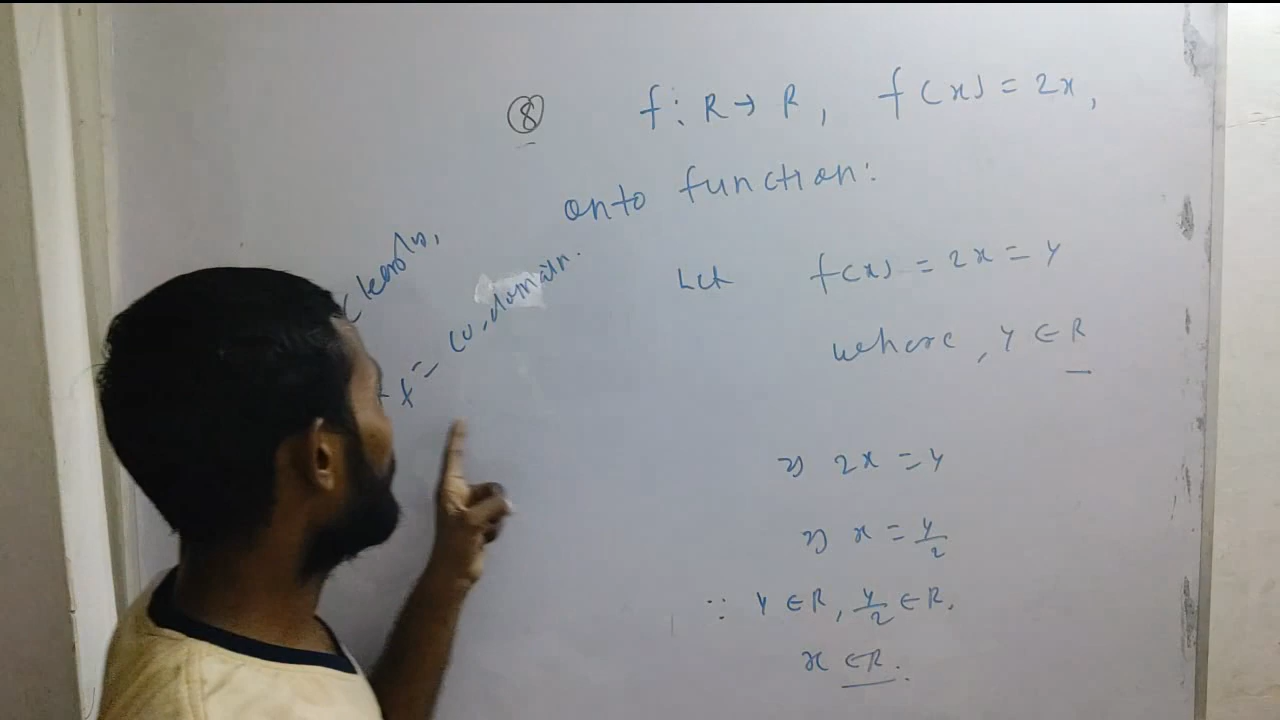 ⑧ f: R → R, f(x) = 2x,
onto function:
Let f(x) = 2x = y
where, y ∈ R
⇒ 2x = y
⇒ x = y/2
∵ y ∈ R, y/2 ∈ R.
x ∈ R.
Clearly,
f = co-domain.